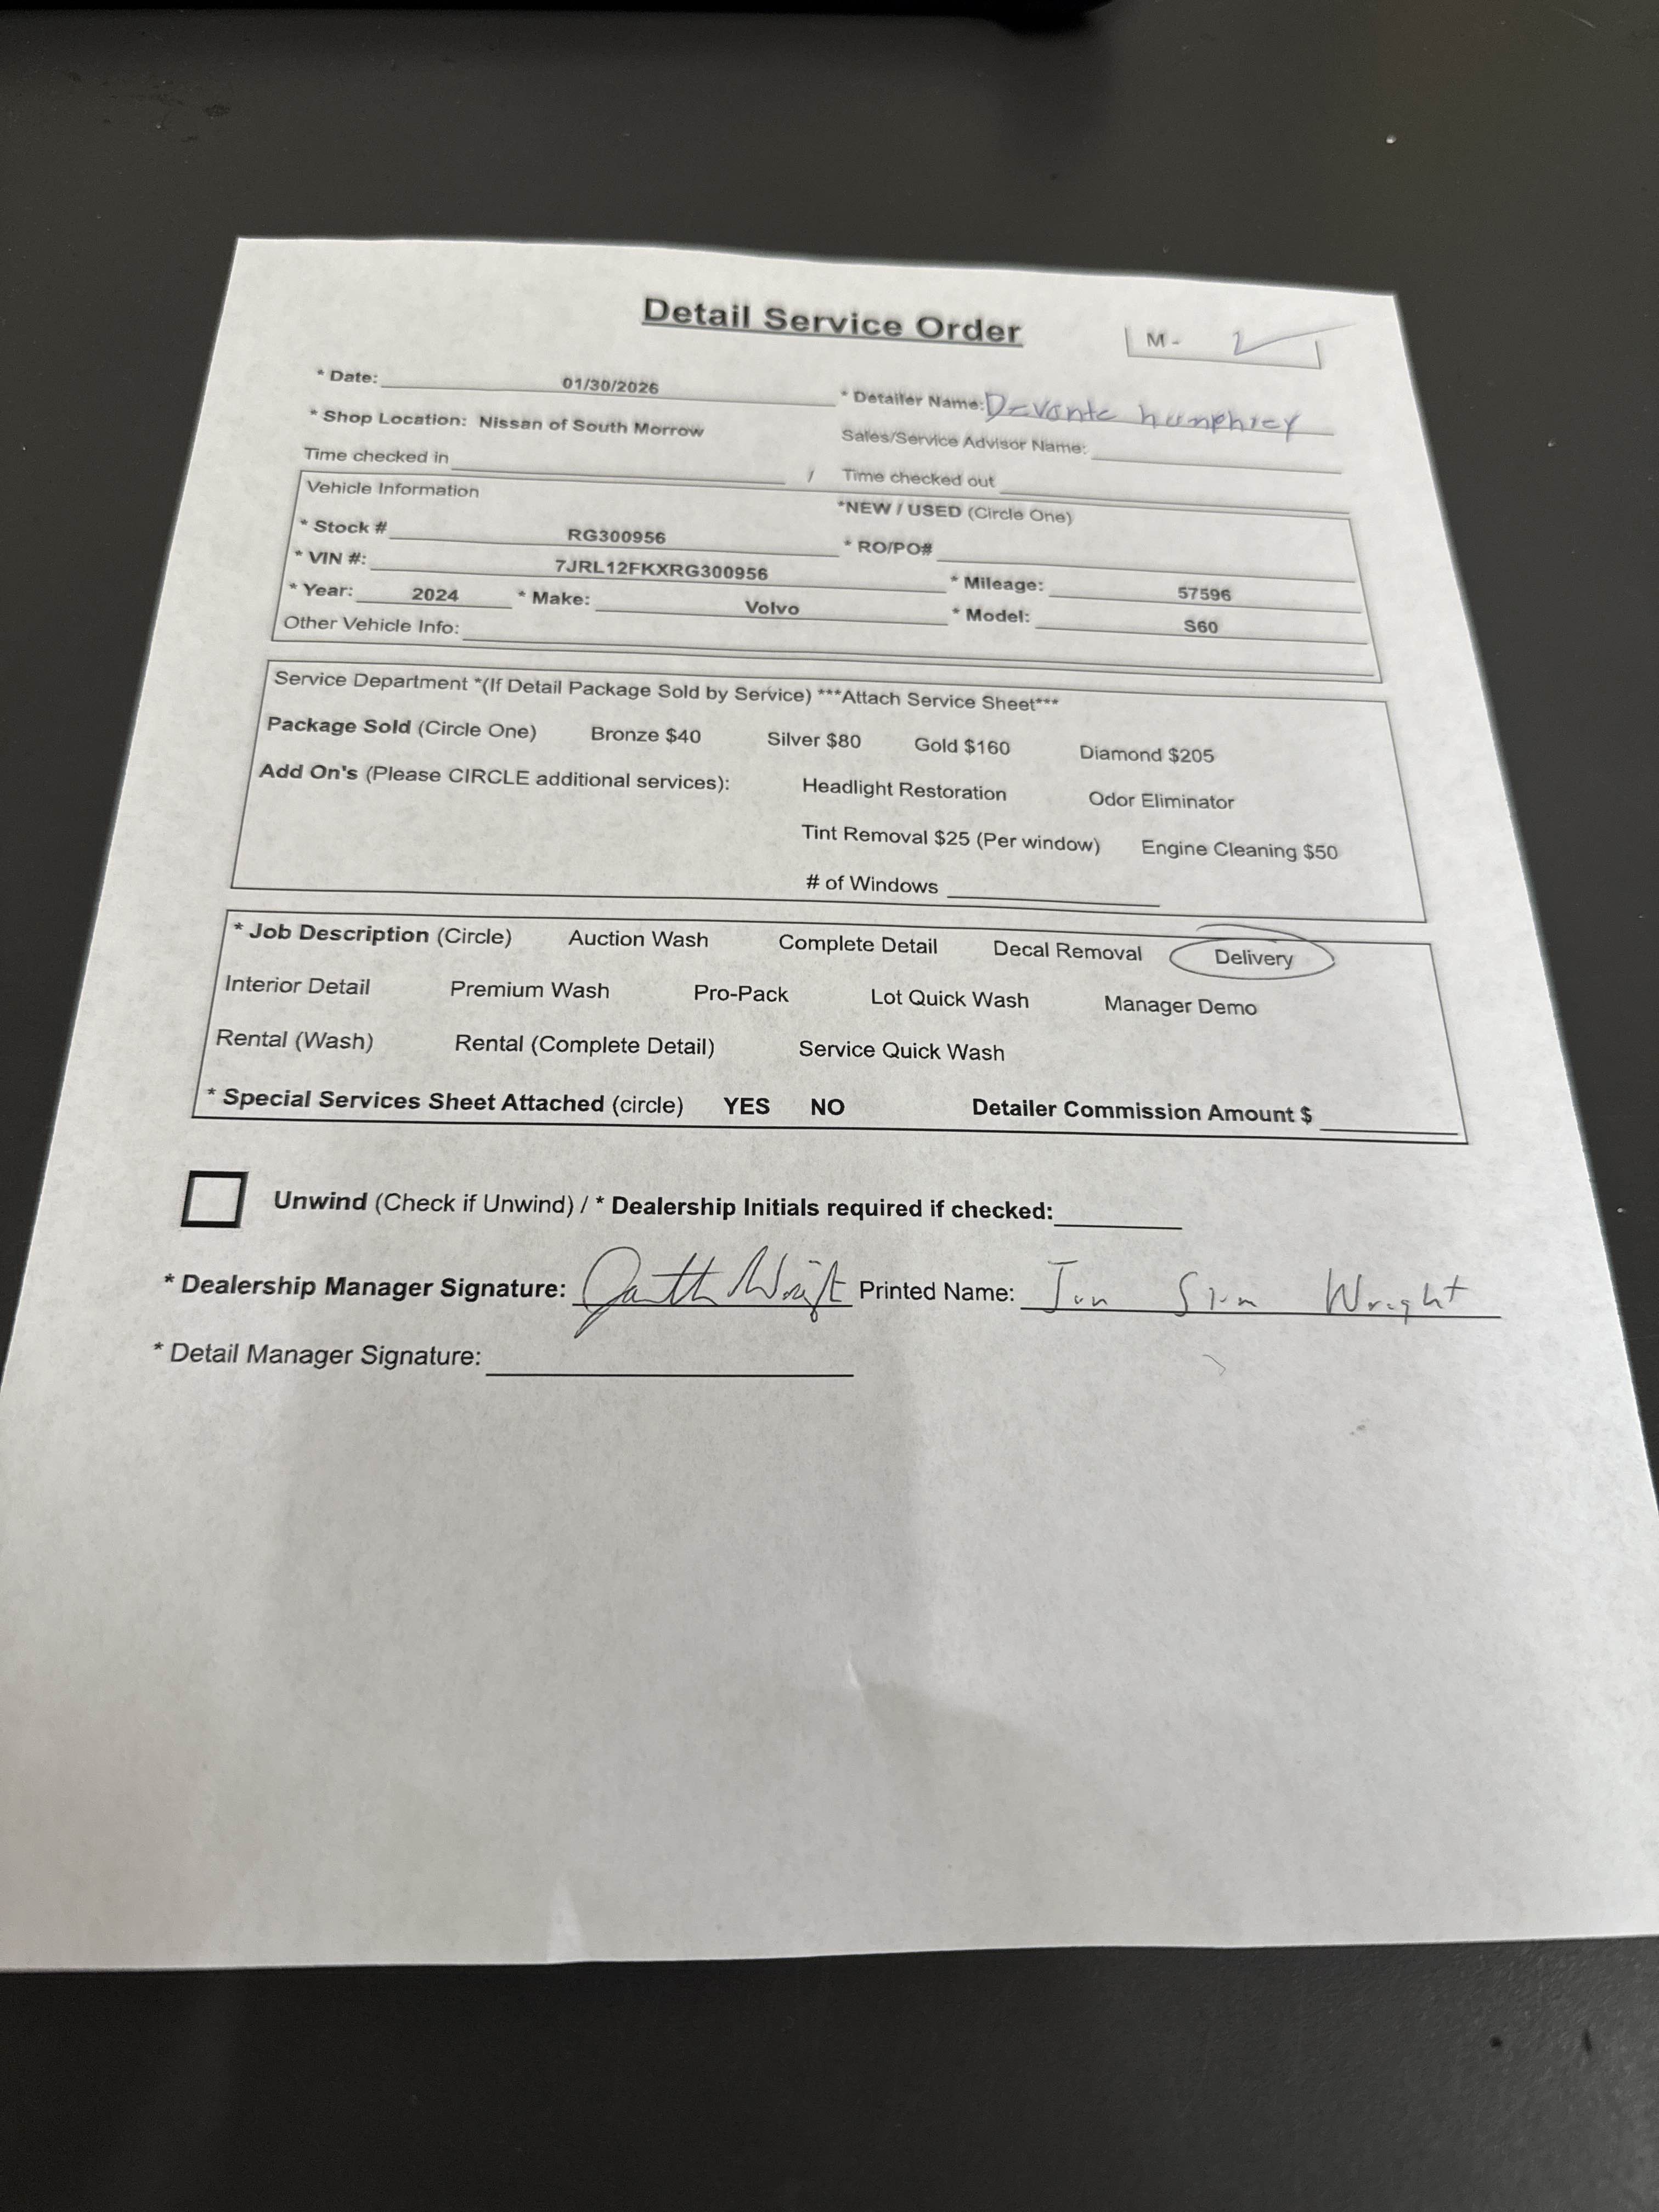 Detail Service Order
M-
* Date: 01/30/2026
* Detailer Name: Devante humphrey
* Shop Location: Nissan of South Morrow
Sales/Service Advisor Name:
Time checked in / Time checked out
Vehicle Information
*NEW / USED (Circle One)
* Stock # RG300956
* RO/PO#
* VIN #: 7JRL12FKXRG300956
* Mileage: 57596
* Year: 2024 * Make: Volvo * Model: S60
Other Vehicle Info:
Service Department *(If Detail Package Sold by Service) ***Attach Service Sheet***
Package Sold (Circle One) Bronze $40 Silver $80 Gold $160 Diamond $205
Add On's (Please CIRCLE additional services): Headlight Restoration Odor Eliminator
Tint Removal $25 (Per window) Engine Cleaning $50
# of Windows
* Job Description (Circle) Auction Wash Complete Detail Decal Removal Delivery
Interior Detail Premium Wash Pro-Pack Lot Quick Wash Manager Demo
Rental (Wash) Rental (Complete Detail) Service Quick Wash
* Special Services Sheet Attached (circle) YES NO Detailer Commission Amount $
Unwind (Check if Unwind) / * Dealership Initials required if checked:
* Dealership Manager Signature: Wright Printed Name: Wright
* Detail Manager Signature: